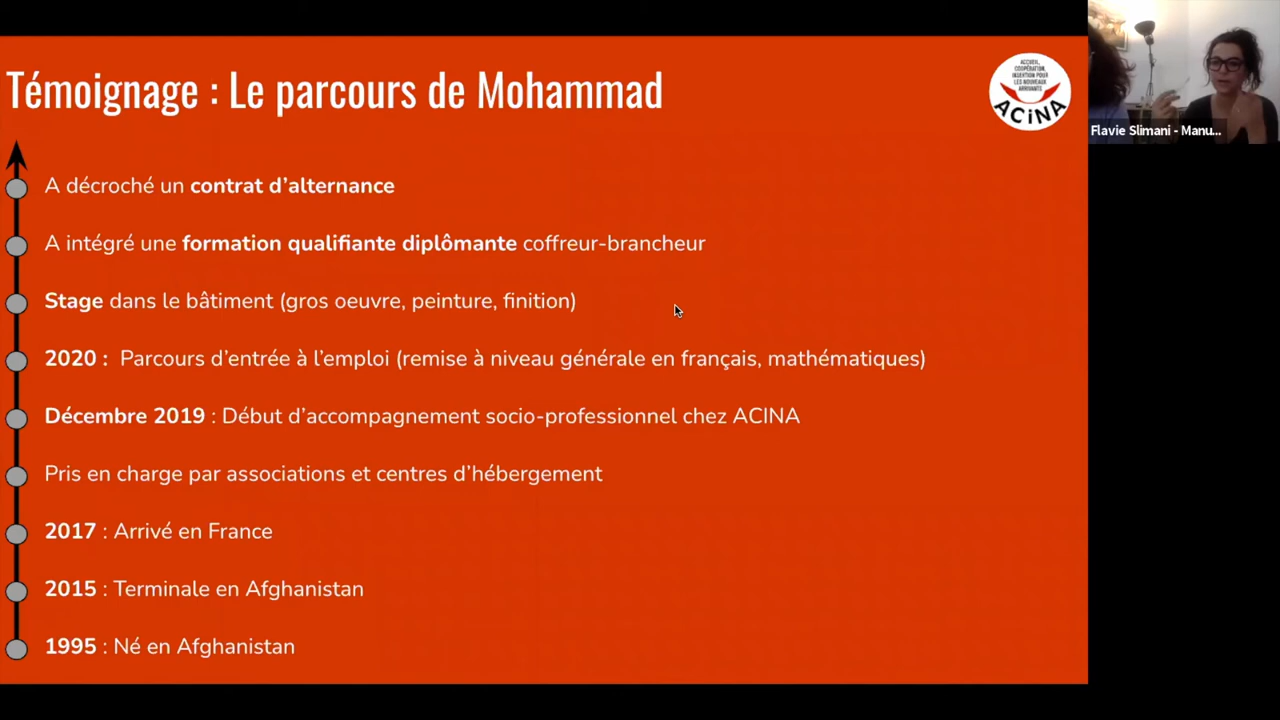 Témoignage : Le parcours de Mohammad
ACCUEIL,
COOPÉRATION,
INSERTION POUR
LES NOUVEAUX
ARRIVANTS
ACiNA
Flavie Slimani - Manu...
A décroché un contrat d’alternance
A intégré une formation qualifiante diplômante coffreur-brancheur
Stage dans le bâtiment (gros oeuvre, peinture, finition)
2020 : Parcours d’entrée à l’emploi (remise à niveau générale en français, mathématiques)
Décembre 2019 : Début d’accompagnement socio-professionnel chez ACINA
Pris en charge par associations et centres d’hébergement
2017 : Arrivé en France
2015 : Terminale en Afghanistan
1995 : Né en Afghanistan